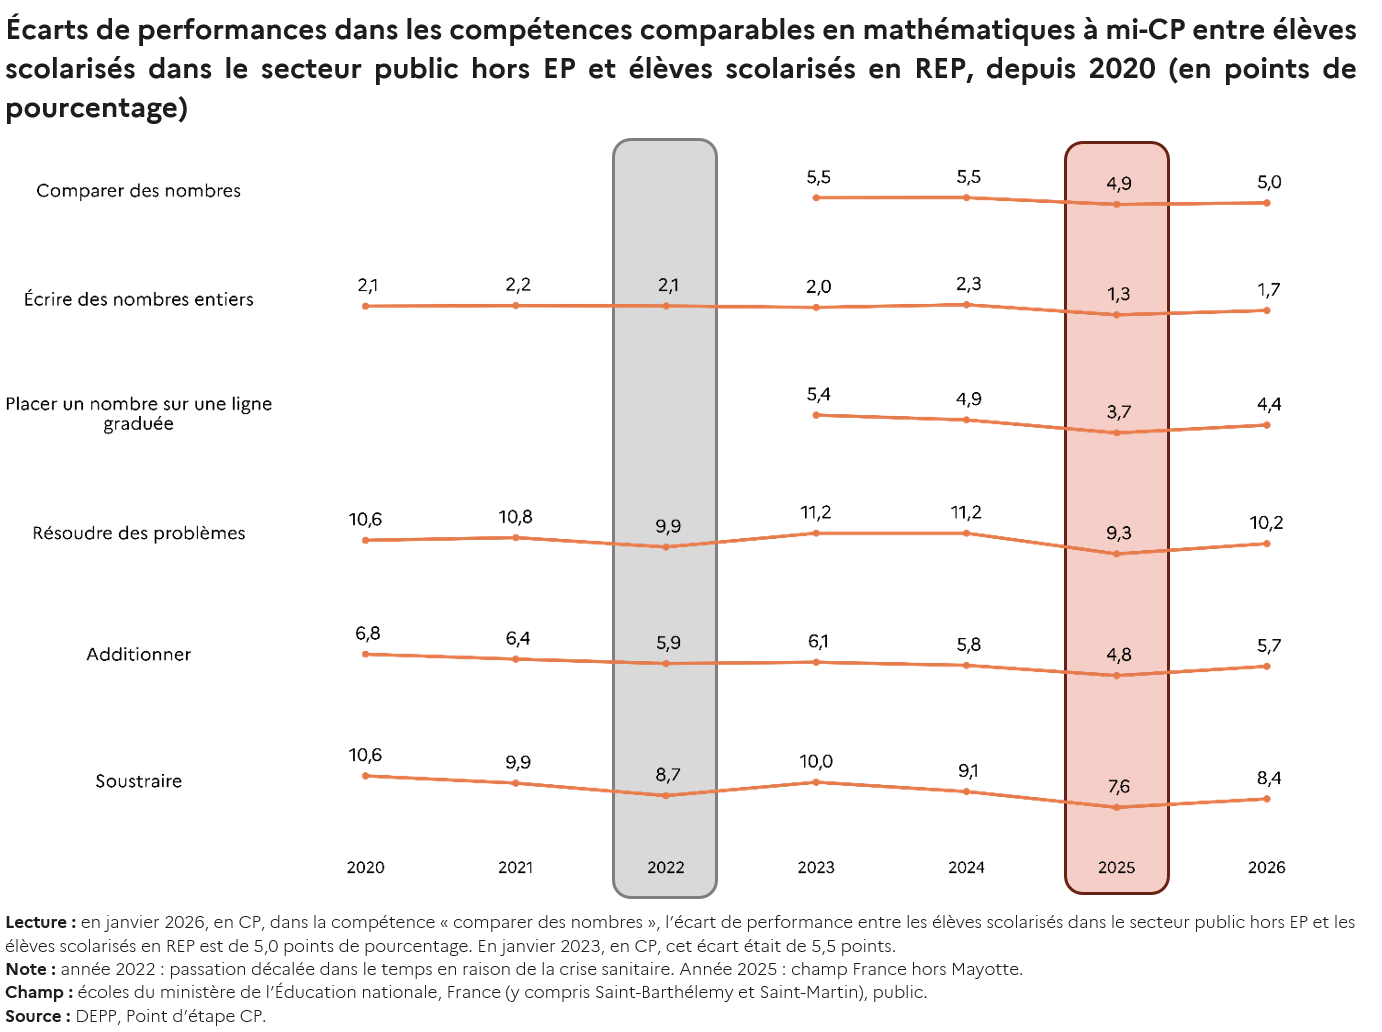 Écarts de performances dans les compétences comparables en mathématiques à mi-CP entre élèves
scolarisés dans le secteur public hors EP et élèves scolarisés en REP, depuis 2020 (en points de
pourcentage)
Comparer des nombres
5,5
5,5
4,9
5,0
Écrire des nombres entiers
2,1
2,2
2,1
2,0
2,3
1,3
1,7
Placer un nombre sur une ligne
graduée
5,4
4,9
3,7
4,4
Résoudre des problèmes
10,6
10,8
9,9
11,2
11,2
9,3
10,2
Additionner
6,8
6,4
5,9
6,1
5,8
4,8
5,7
Soustraire
10,6
9,9
8,7
10,0
9,1
7,6
8,4
2020
2021
2022
2023
2024
2025
2026
Lecture : en janvier 2026, en CP, dans la compétence « comparer des nombres », l’écart de performance entre les élèves scolarisés dans le secteur public hors EP et les
élèves scolarisés en REP est de 5,0 points de pourcentage. En janvier 2023, en CP, cet écart était de 5,5 points.
Note : année 2022 : passation décalée dans le temps en raison de la crise sanitaire. Année 2025 : champ France hors Mayotte.
Champ : écoles du ministère de l’Éducation nationale, France (y compris Saint-Barthélemy et Saint-Martin), public.
Source : DEPP, Point d’étape CP.